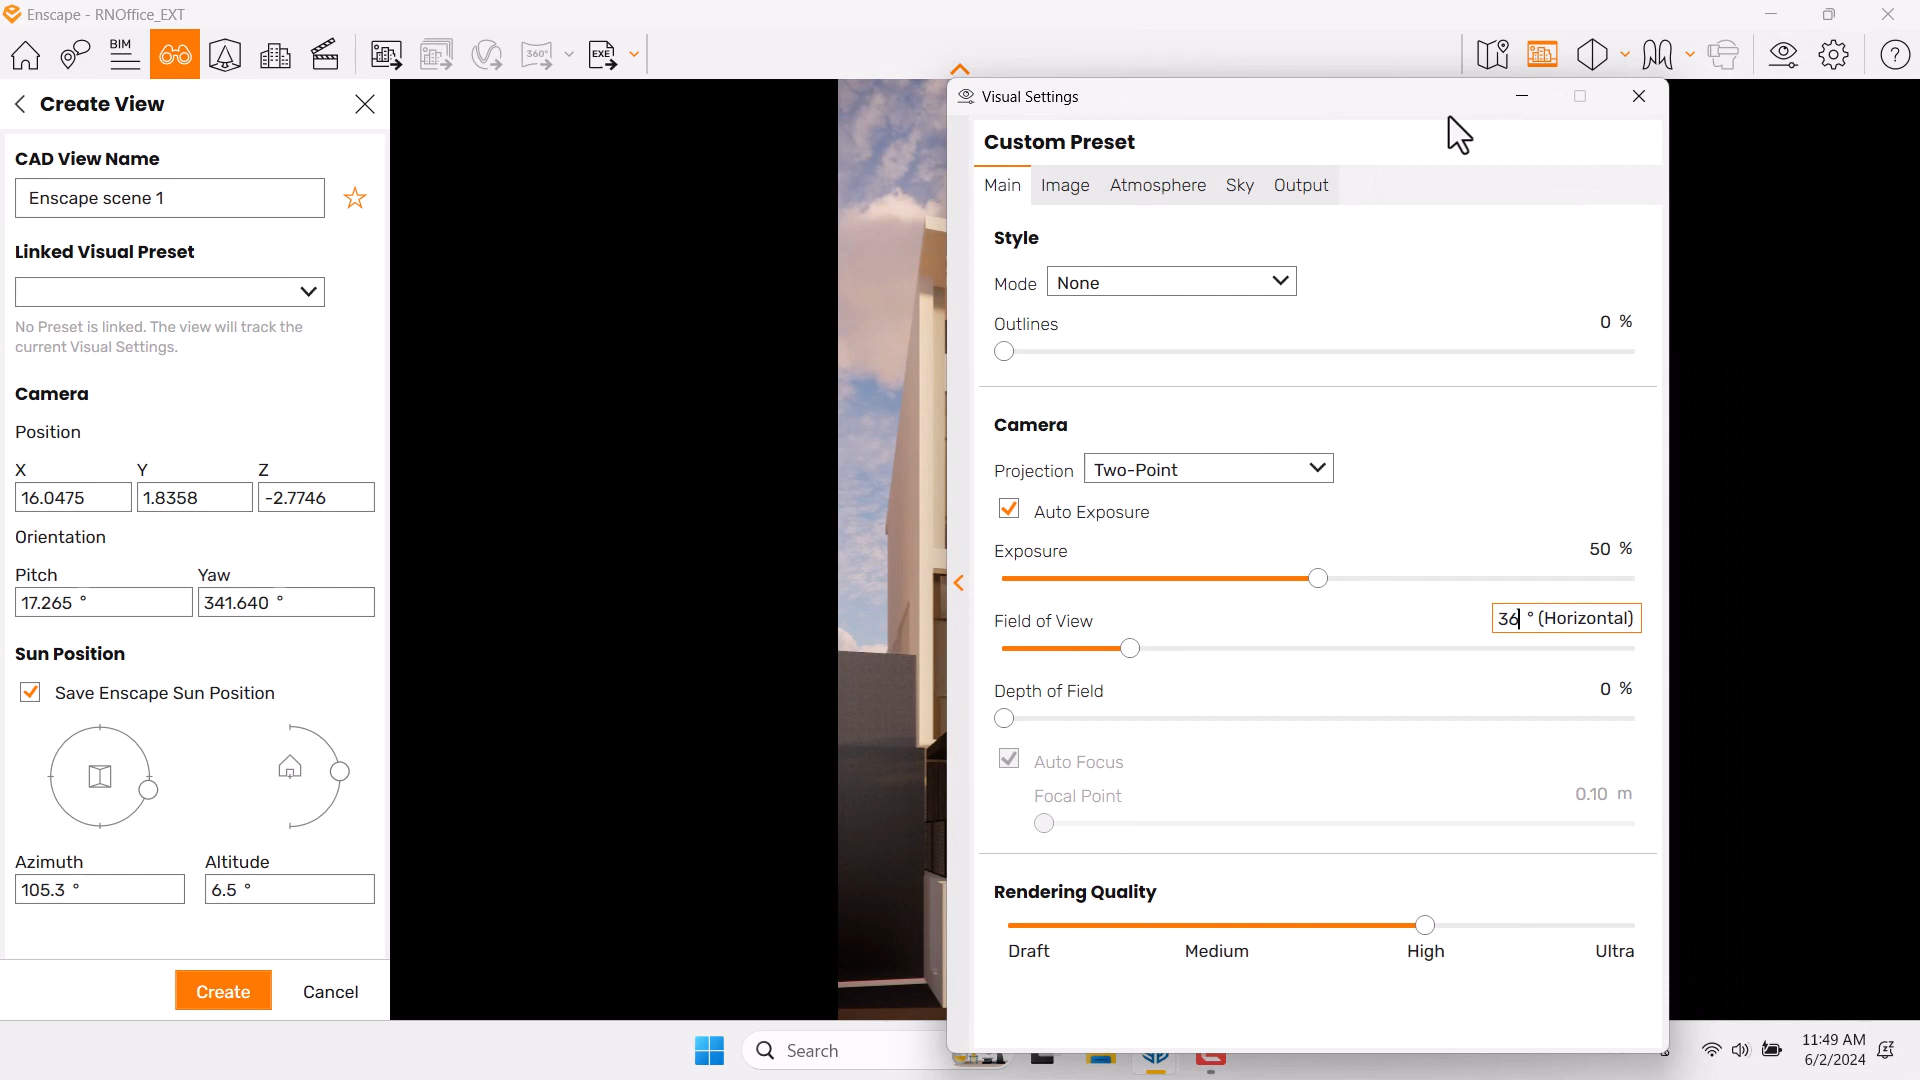 Enscape - RNOffice_EXT
BIM
360°
EXE
Create View
CAD View Name
Enscape scene 1
Linked Visual Preset
No Preset is linked. The view will track the
current Visual Settings.
Camera
Position
X Y Z
16.0475 1.8358 -2.7746
Orientation
Pitch Yaw
17.265 ° 341.640 °
Sun Position
Save Enscape Sun Position
Azimuth Altitude
105.3 ° 6.5 °
Create Cancel
Visual Settings
Custom Preset
Main Image Atmosphere Sky Output
Style
Mode None
Outlines 0 %
Camera
Projection Two-Point
Auto Exposure
Exposure 50 %
Field of View 36 ° (Horizontal)
Depth of Field 0 %
Auto Focus
Focal Point 0.10 m
Rendering Quality
Draft Medium High Ultra
Search
11:49 AM
6/2/2024